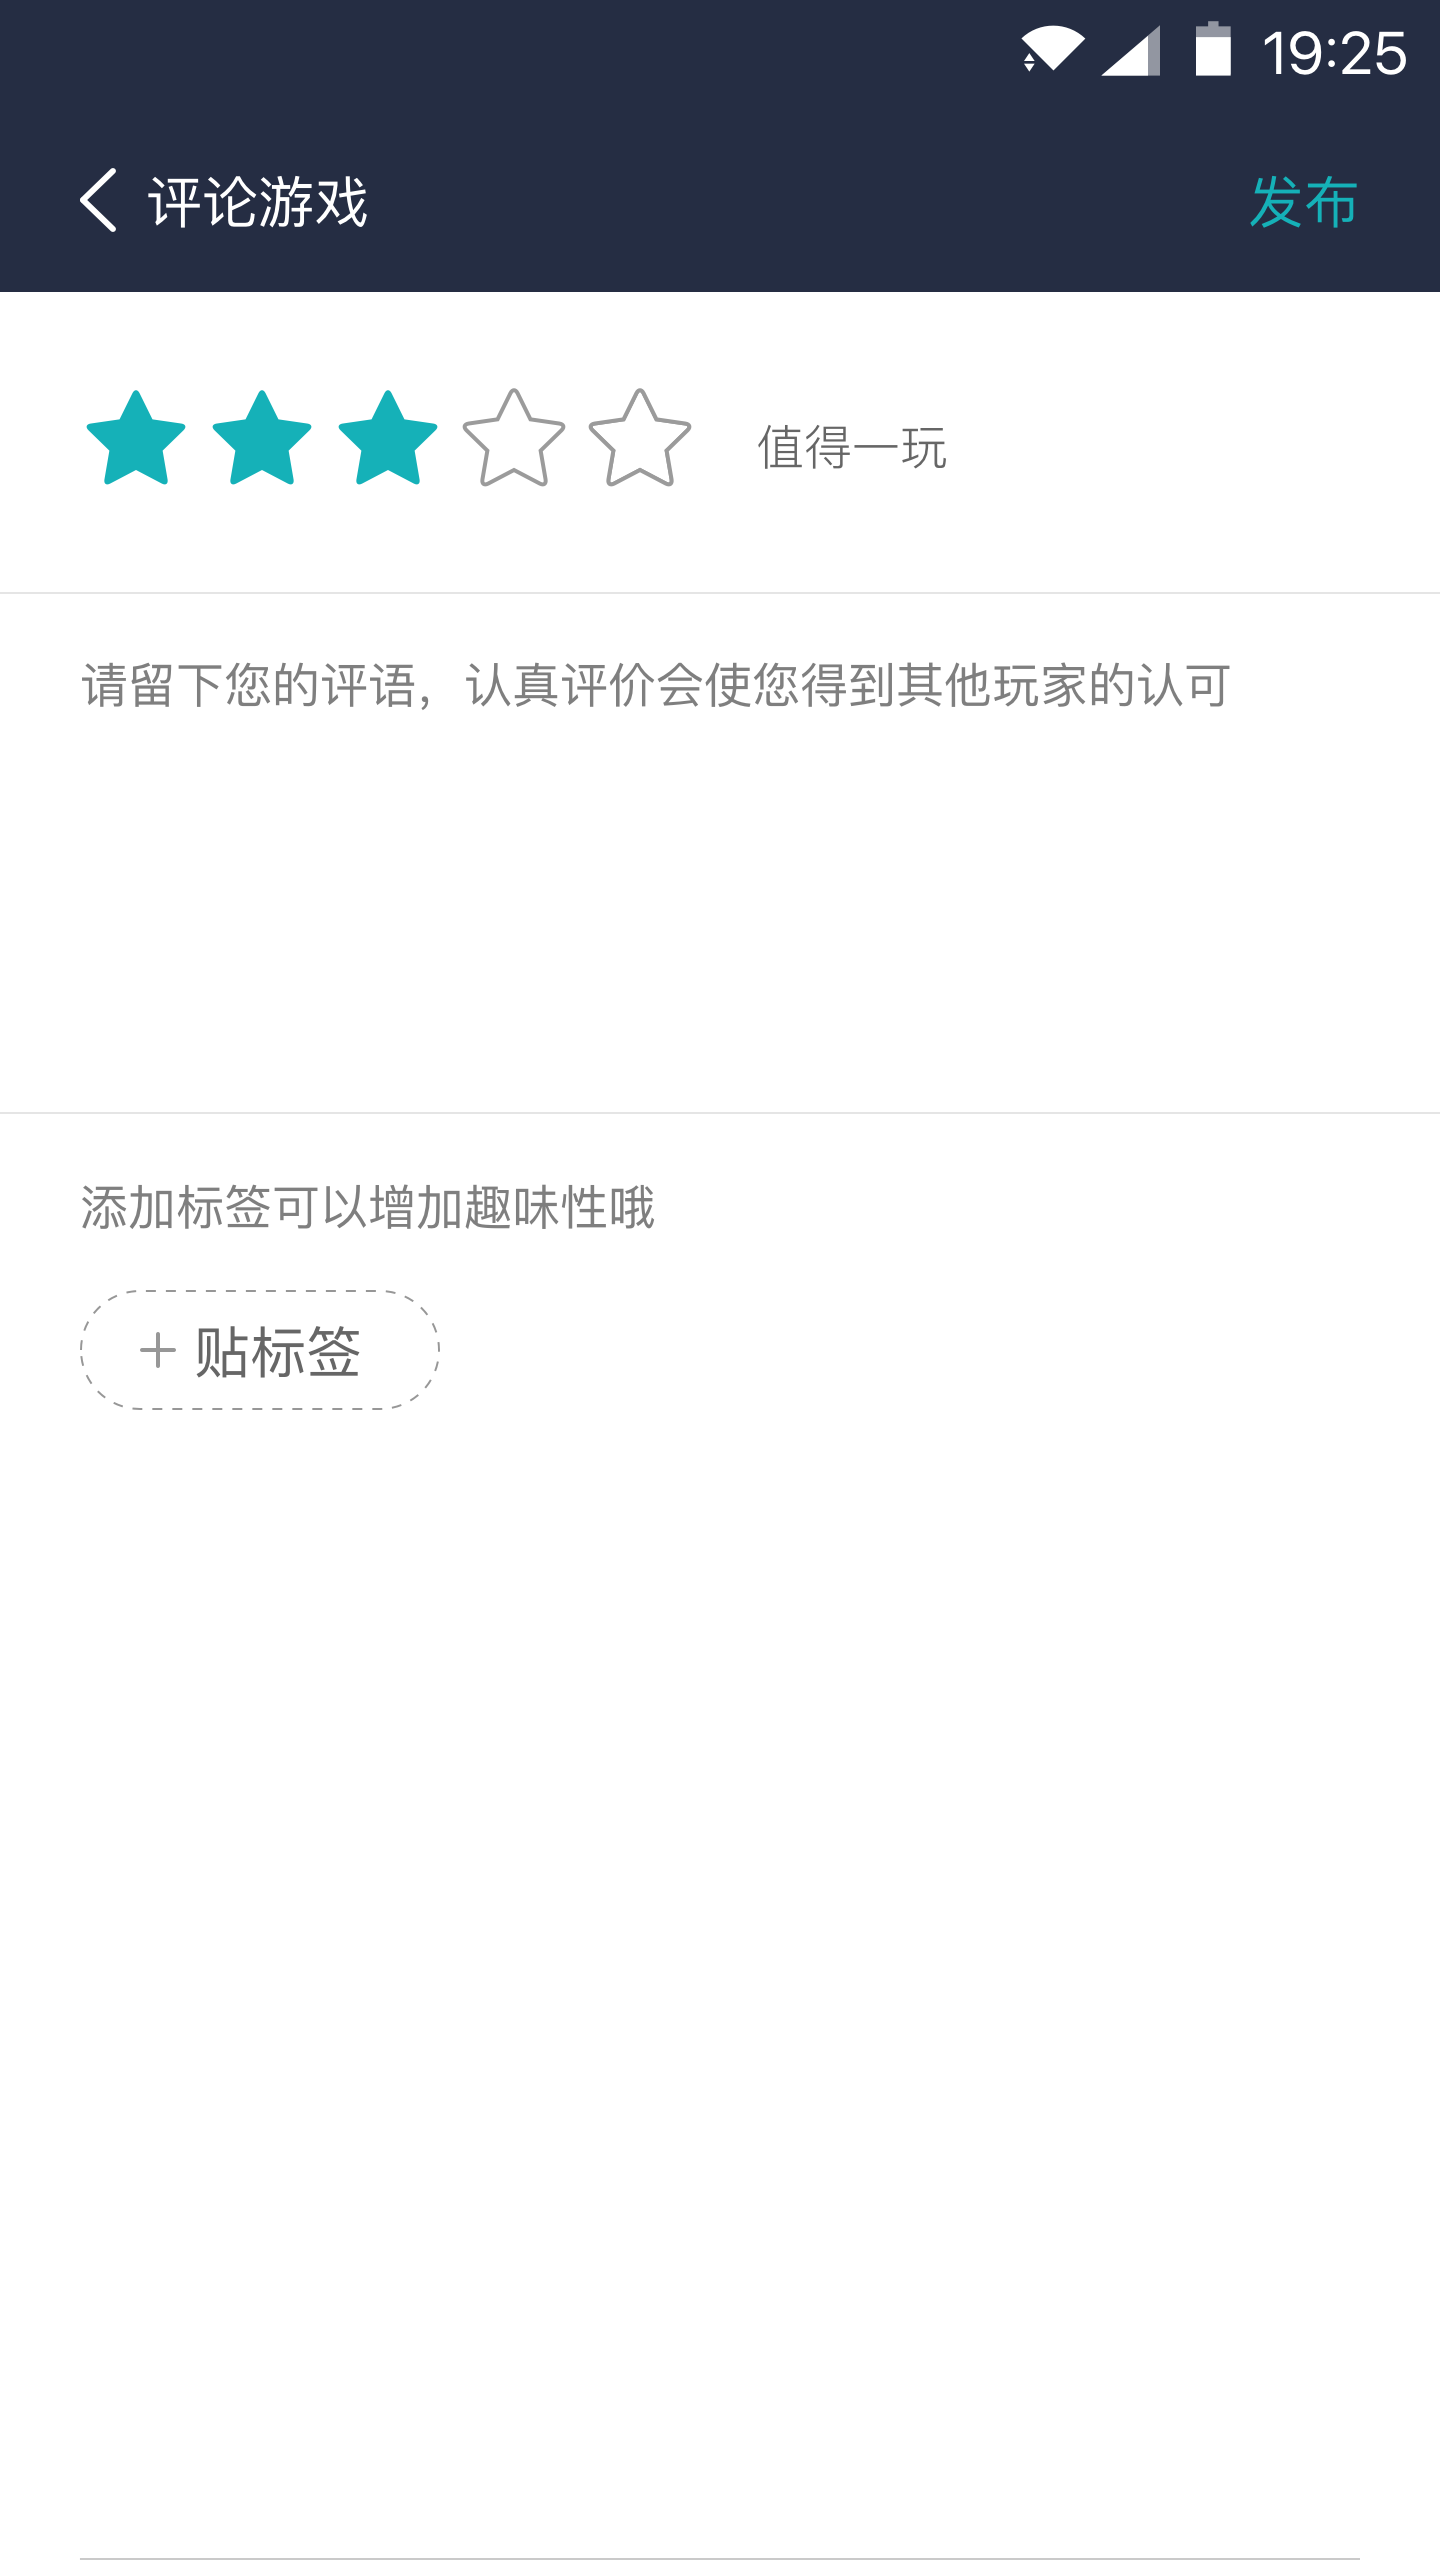 19:25
评论游戏 发布
值得一玩
请留下您的评语，认真评价会使您得到其他玩家的认可
添加标签可以增加趣味性哦
贴标签